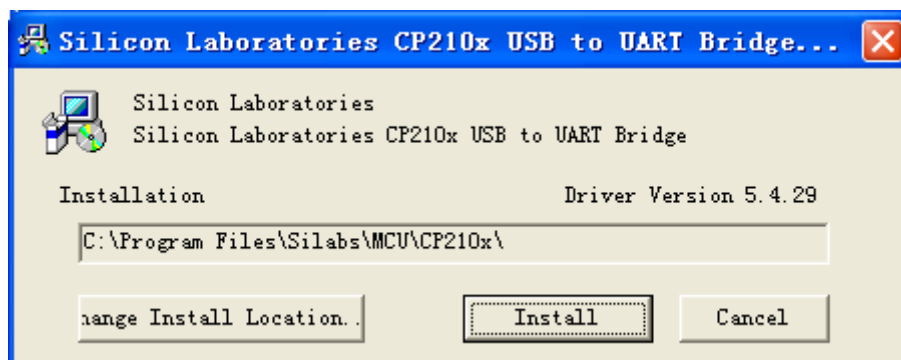 Silicon Laboratories CP210x USB to UART Bridge...
Silicon Laboratories
Silicon Laboratories CP210x USB to UART Bridge
Installation
Driver Version 5.4.29
C:\Program Files\Silabs\MCU\CP210x\
hange Install Location..
Install
Cancel